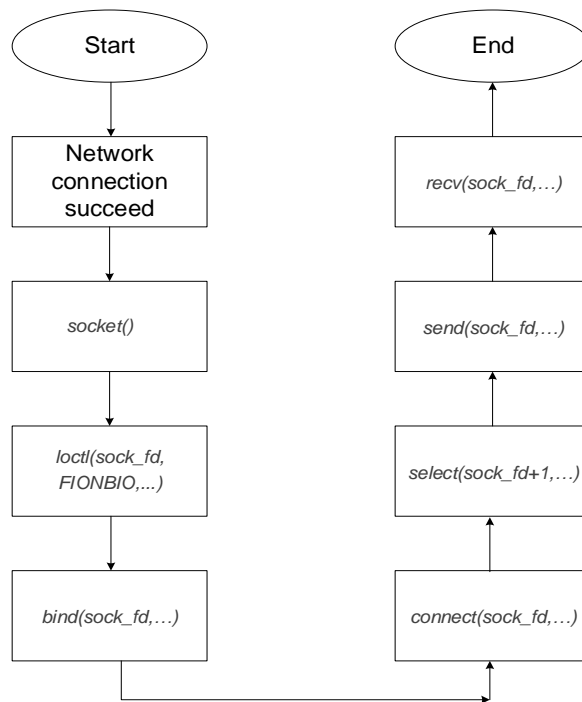 Start
Network
connection
succeed
socket()
Ioctl(sock_fd,
FIONBIO,...)
bind(sock_fd,…)
connect(sock_fd,…)
select(sock_fd+1,…)
send(sock_fd,…)
recv(sock_fd,…)
End